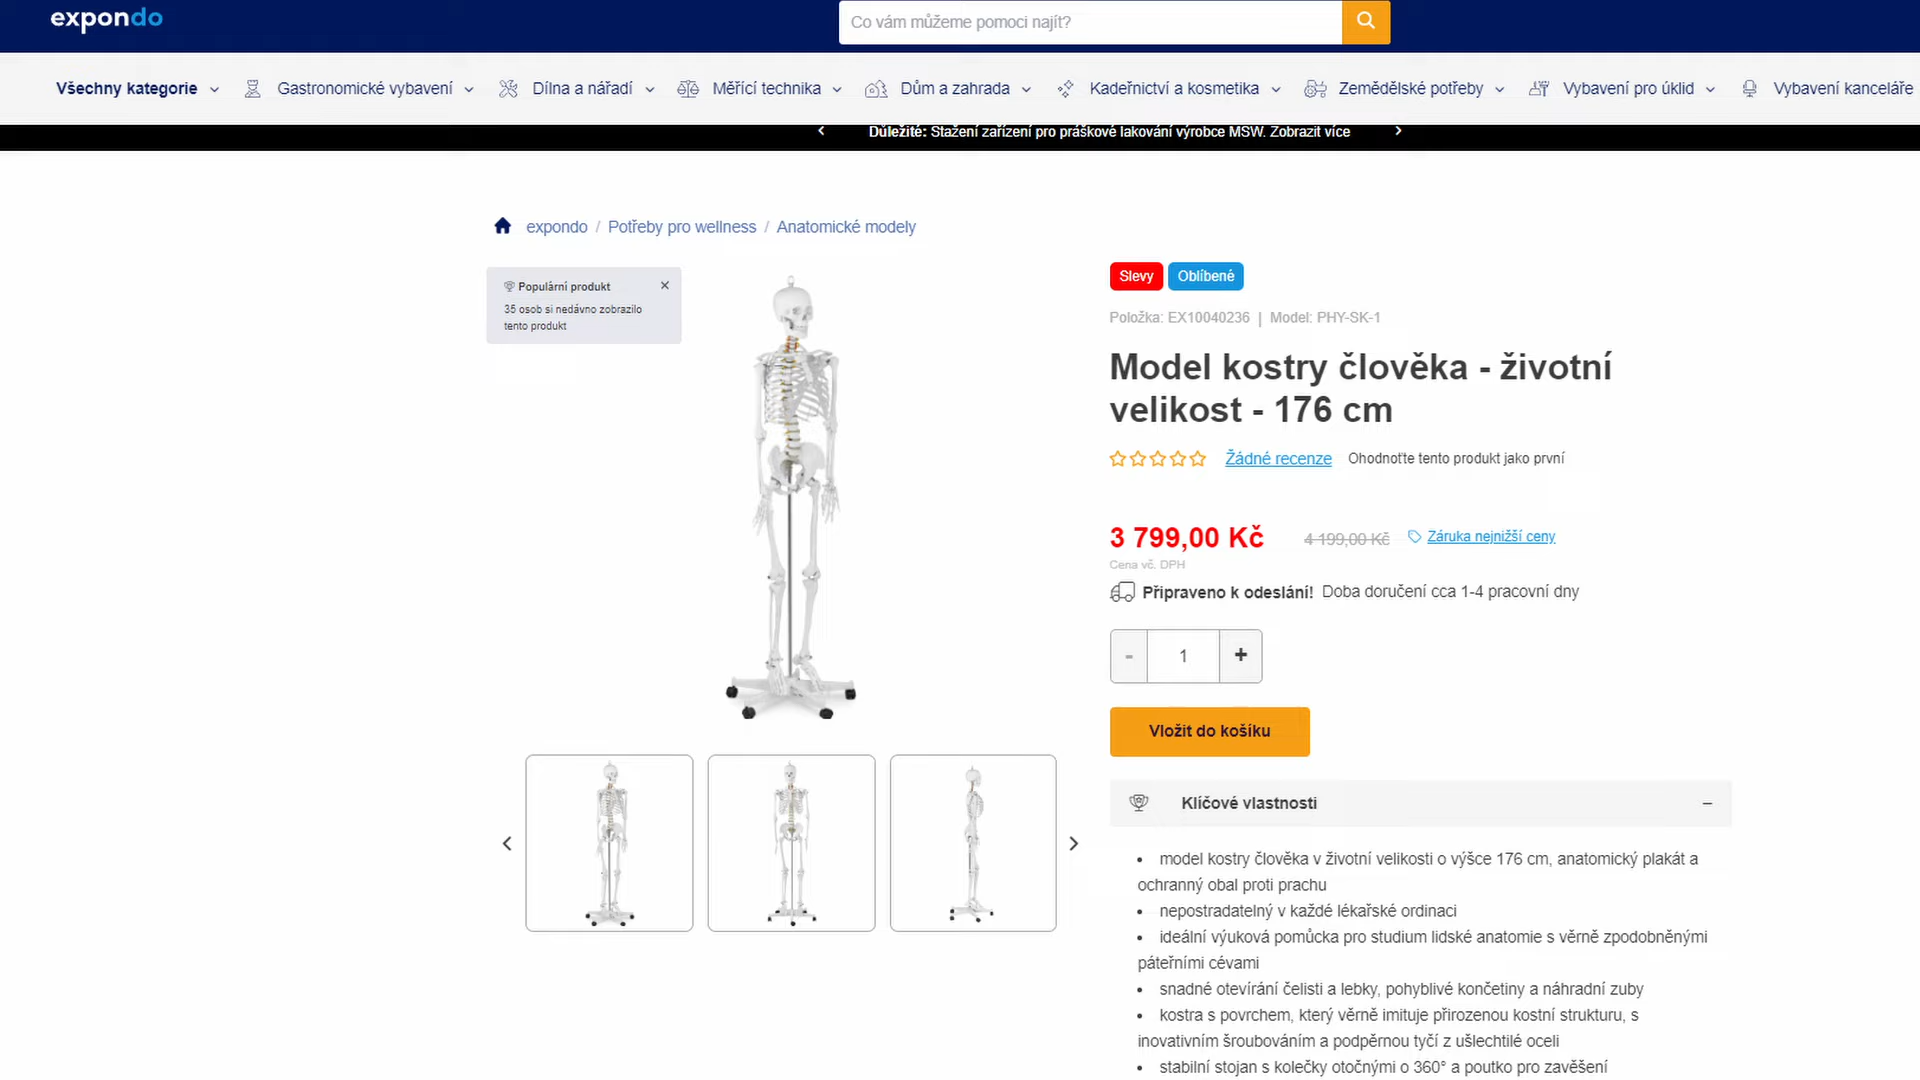 expondo
Co vám můžeme pomoci najít?
Všechny kategorie
Gastronomické vybavení
Dílna a nářadí
Měřící technika
Dům a zahrada
Kadeřnictví a kosmetika
Zemědělské potřeby
Vybavení pro úklid
Vybavení kanceláře
Důležité: Stažení zařízení pro práškové lakování výrobce MSW. Zobrazit více
expondo / Potřeby pro wellness / Anatomické modely
Populární produkt
35 osob si nedávno zobrazilo
tento produkt
Slevy
Oblíbené
Položka: EX10040236 | Model: PHY-SK-1
Model kostry člověka - životní
velikost - 176 cm
Žádné recenze
Ohodnoťte tento produkt jako první
3 799,00 Kč
4 199,00 Kč
Záruka nejnižší ceny
Cena vč. DPH
Připraveno k odeslání! Doba doručení cca 1-4 pracovní dny
- 1 +
Vložit do košíku
Klíčové vlastnosti
• model kostry člověka v životní velikosti o výšce 176 cm, anatomický plakát a
ochranný obal proti prachu
• nepostradatelný v každé lékařské ordinaci
• ideální výuková pomůcka pro studium lidské anatomie s věrně zpodobněnými
páteřními cévami
• snadné otevírání čelisti a lebky, pohyblivé končetiny a náhradní zuby
• kostra s povrchem, který věrně imituje přirozenou kostní strukturu, s
inovativním šroubováním a podpěrnou tyčí z ušlechtilé oceli
• stabilní stojan s kolečky otočnými o 360° a poutko pro zavěšení